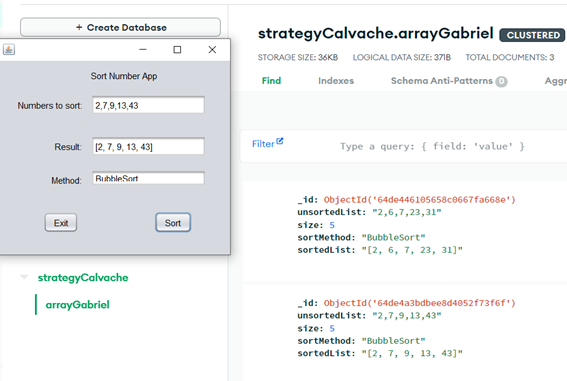 + Create Database
Sort Number App
Numbers to sort: 2,7,9,13,43
Result: [2, 7, 9, 13, 43]
Method: BubbleSort
Exit Sort
strategyCalvache
arrayGabriel
strategyCalvache.arrayGabriel CLUSTERED
STORAGE SIZE: 36KB LOGICAL DATA SIZE: 371B TOTAL DOCUMENTS: 3
Find Indexes Schema Anti-Patterns 0 Aggr
Filter Type a query: { field: 'value' }
_id: ObjectId('64de446105658c0667fa668e')
unsortedList: "2,6,7,23,31"
size: 5
sortMethod: "BubbleSort"
sortedList: "[2, 6, 7, 23, 31]"
_id: ObjectId('64de4a3bdbee8d4052f73f6f')
unsortedList: "2,7,9,13,43"
size: 5
sortMethod: "BubbleSort"
sortedList: "[2, 7, 9, 13, 43]"